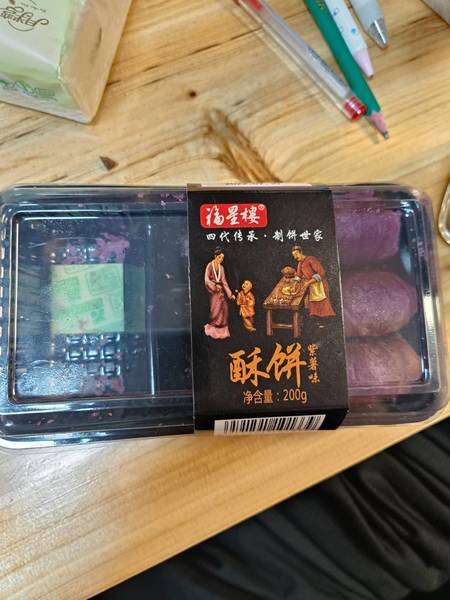 福星楼®
四代传承·制饼世家
酥饼
紫薯味
净含量：200g